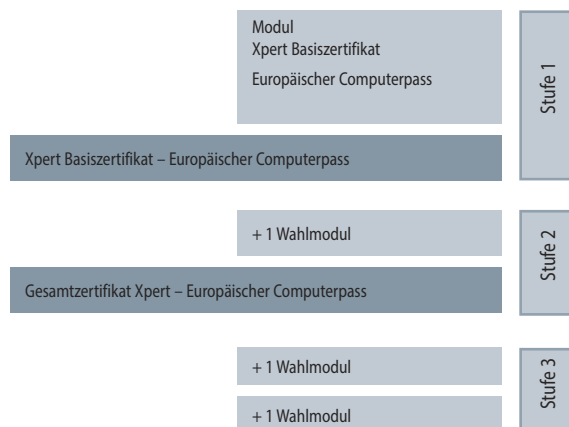 Modul
Xpert Basiszertifikat
Europäischer Computerpass
Stufe 1
Xpert Basiszertifikat – Europäischer Computerpass
+ 1 Wahlmodul
Stufe 2
Gesamtzertifikat Xpert – Europäischer Computerpass
+ 1 Wahlmodul
Stufe 3
+ 1 Wahlmodul